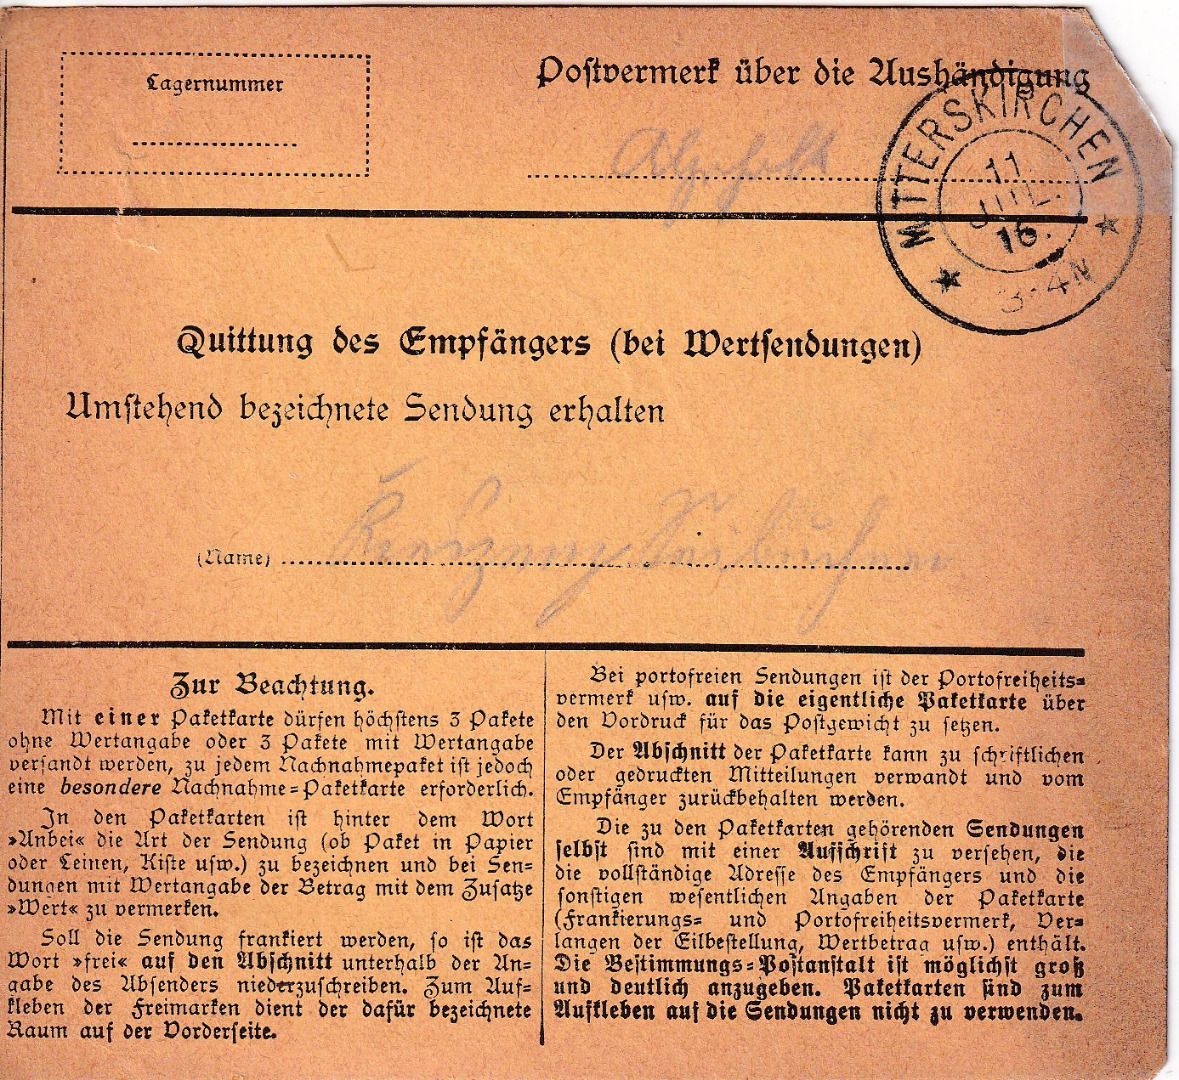 Lagernummer
Postvermerk über die Aushändigung
MITTERSKIRCHEN
11.
JUL.
16.
3-4N
Quittung des Empfängers (bei Wertsendungen)
Umstehend bezeichnete Sendung erhalten
(Name)
Zur Beachtung.
Mit einer Paketkarte dürfen höchstens 3 Pakete
ohne Wertangabe oder 3 Pakete mit Wertangabe
versandt werden, zu jedem Nachnahmepaket ist jedoch
eine besondere Nachnahme=Paketkarte erforderlich.
In den Paketkarten ist hinter dem Wort
»Anbei« die Art der Sendung (ob Paket in Papier
oder Leinen, Kiste usw.) zu bezeichnen und bei Sen-
dungen mit Wertangabe der Betrag mit dem Zusatze
»Wert« zu vermerken.
Soll die Sendung frankiert werden, so ist das
Wort »frei« auf den Abschnitt unterhalb der An-
gabe des Absenders niederzuschreiben. Zum Auf-
kleben der Freimarken dient der dafür bezeichnete
Raum auf der Vorderseite.
Bei portofreien Sendungen ist der Portofreiheits=
vermerk usw. auf die eigentliche Paketkarte über
den Vordruck für das Postgewicht zu setzen.
Der Abschnitt der Paketkarte kann zu schriftlichen
oder gedruckten Mitteilungen verwandt und vom
Empfänger zurückbehalten werden.
Die zu den Paketkarten gehörenden Sendungen
selbst sind mit einer Aufschrift zu versehen, die
die vollständige Adresse des Empfängers und die
sonstigen wesentlichen Angaben der Paketkarte
(Frankierungs= und Portofreiheitsvermerk, Ver-
langen der Eilbestellung, Wertbetrag usw.) enthält.
Die Bestimmungs=Postanstalt ist möglichst groß
und deutlich anzugeben. Paketkarten sind zum
Aufkleben auf die Sendungen nicht zu verwenden.